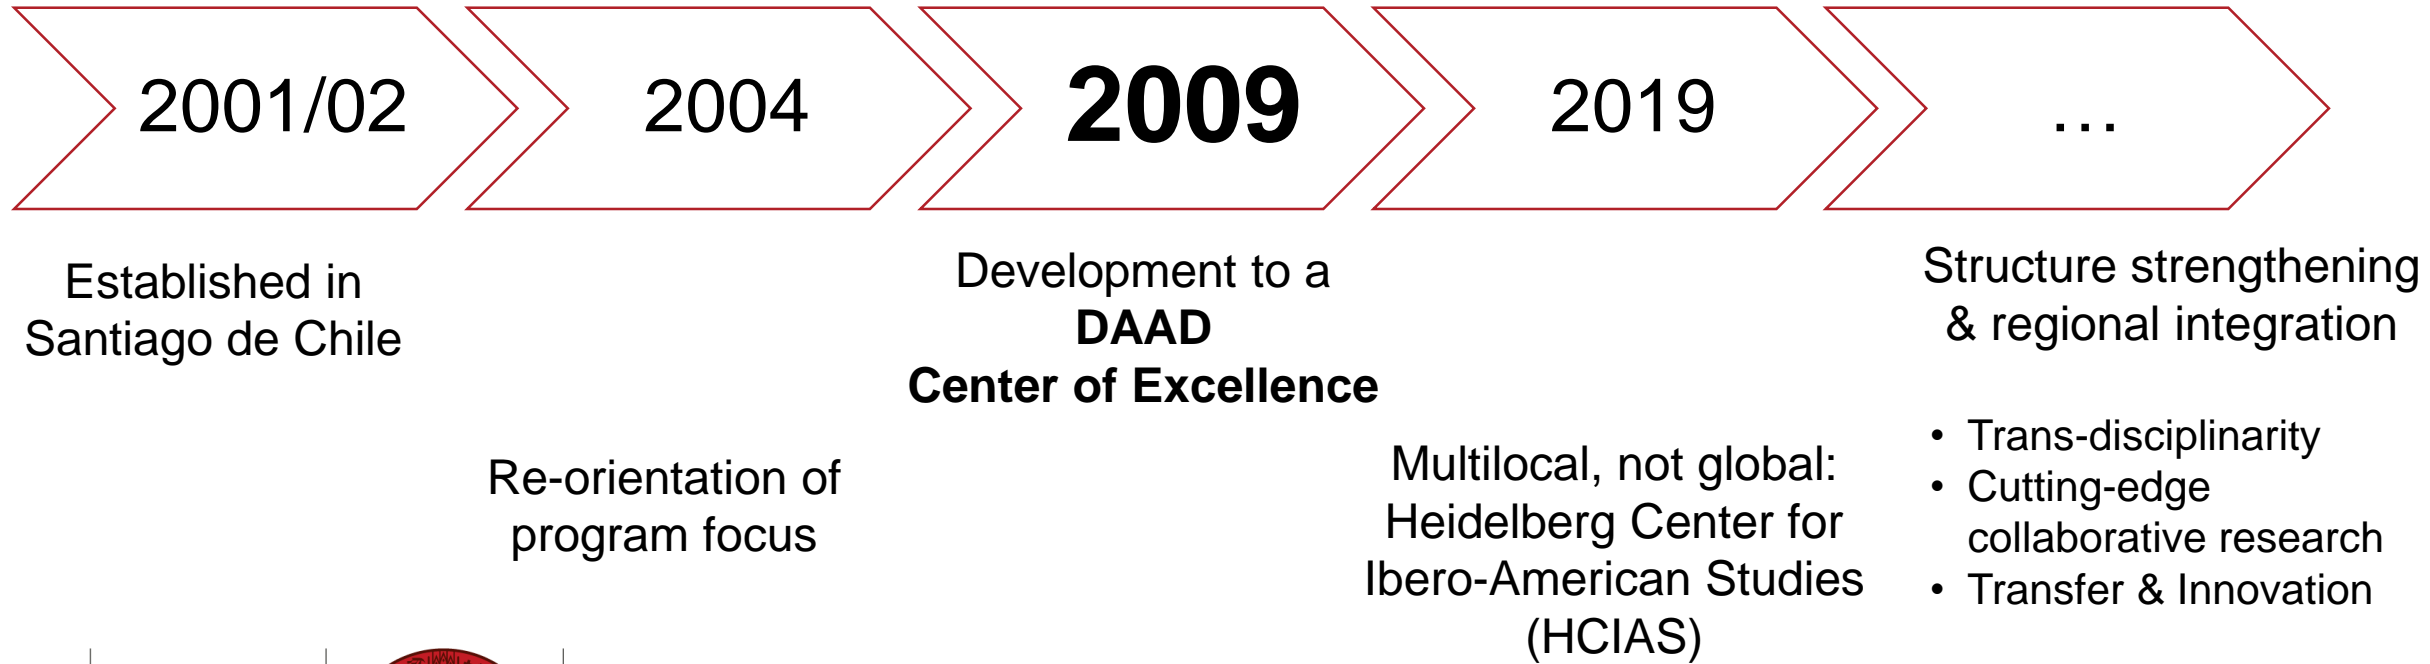 2001/02
2004
2009
2019
…
Established in
Santiago de Chile
Re-orientation of
program focus
Development to a
DAAD
Center of Excellence
Multilocal, not global:
Heidelberg Center for
Ibero-American Studies
(HCIAS)
Structure strengthening
& regional integration
• Trans-disciplinarity
• Cutting-edge
collaborative research
• Transfer & Innovation